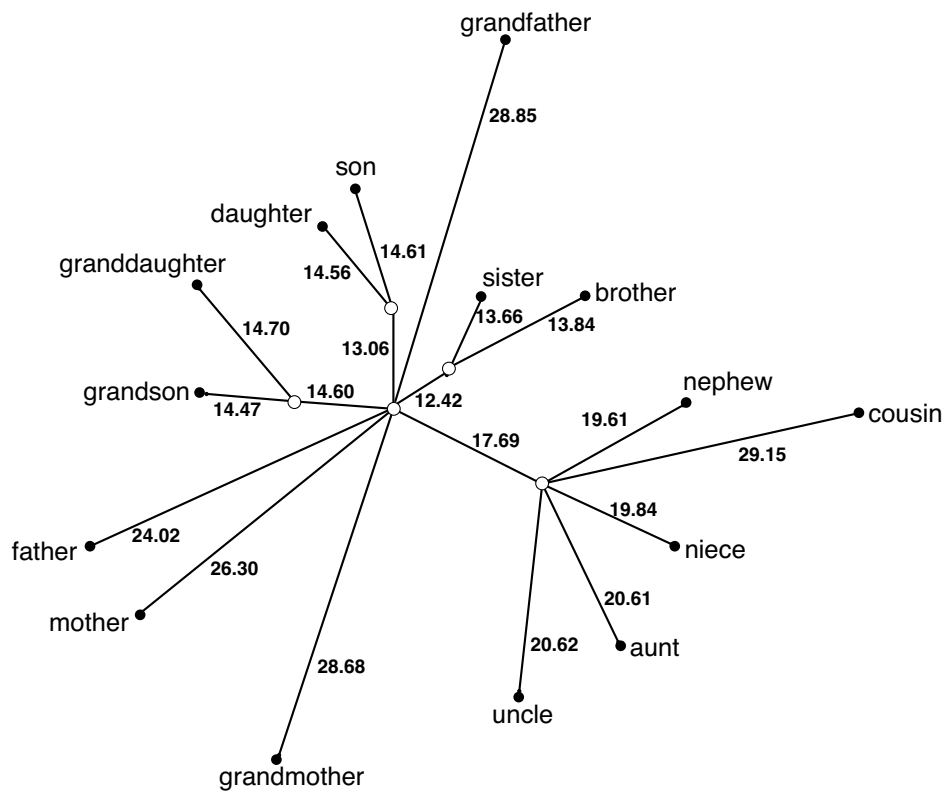 grandfather
28.85
son
daughter
14.61
14.56
granddaughter
sister
brother
13.66
13.84
14.70
13.06
grandson
14.60
14.47
12.42
nephew
19.61
cousin
17.69
29.15
19.84
father
24.02
niece
26.30
mother
20.61
20.62
aunt
28.68
uncle
grandmother